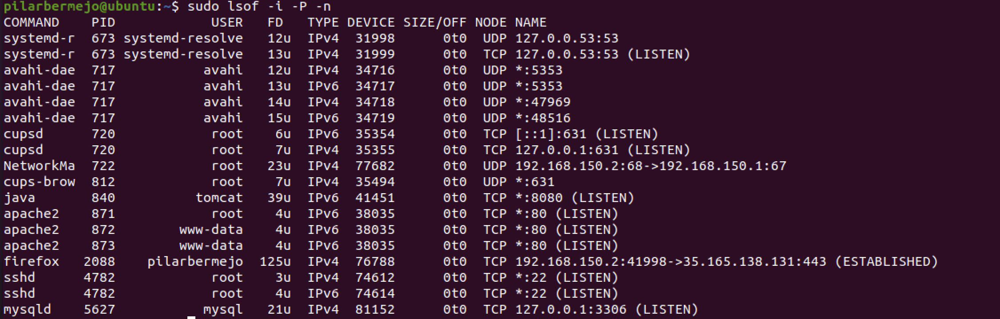 pilarbermejo@ubuntu:~$ sudo lsof -i -P -n
COMMAND    PID            USER   FD   TYPE DEVICE SIZE/OFF NODE NAME
systemd-r  673 systemd-resolve   12u  IPv4  31998      0t0  UDP 127.0.0.53:53
systemd-r  673 systemd-resolve   13u  IPv4  31999      0t0  TCP 127.0.0.53:53 (LISTEN)
avahi-dae  717           avahi   12u  IPv4  34716      0t0  UDP *:5353
avahi-dae  717           avahi   13u  IPv6  34717      0t0  UDP *:5353
avahi-dae  717           avahi   14u  IPv4  34718      0t0  UDP *:47969
avahi-dae  717           avahi   15u  IPv6  34719      0t0  UDP *:48516
cupsd      720            root    6u  IPv6  35354      0t0  TCP [::1]:631 (LISTEN)
cupsd      720            root    7u  IPv4  35355      0t0  TCP 127.0.0.1:631 (LISTEN)
NetworkMa  722            root   23u  IPv4  77682      0t0  UDP 192.168.150.2:68->192.168.150.1:67
cups-brow  812            root    7u  IPv4  35494      0t0  UDP *:631
java       840          tomcat   39u  IPv6  41451      0t0  TCP *:8080 (LISTEN)
apache2    871            root    4u  IPv6  38035      0t0  TCP *:80 (LISTEN)
apache2    872        www-data    4u  IPv6  38035      0t0  TCP *:80 (LISTEN)
apache2    873        www-data    4u  IPv6  38035      0t0  TCP *:80 (LISTEN)
firefox   2088    pilarbermejo  125u  IPv4  76788      0t0  TCP 192.168.150.2:41998->35.165.138.131:443 (ESTABLISHED)
sshd      4782            root    3u  IPv4  74612      0t0  TCP *:22 (LISTEN)
sshd      4782            root    4u  IPv6  74614      0t0  TCP *:22 (LISTEN)
mysqld    5627           mysql   21u  IPv4  81152      0t0  TCP 127.0.0.1:3306 (LISTEN)